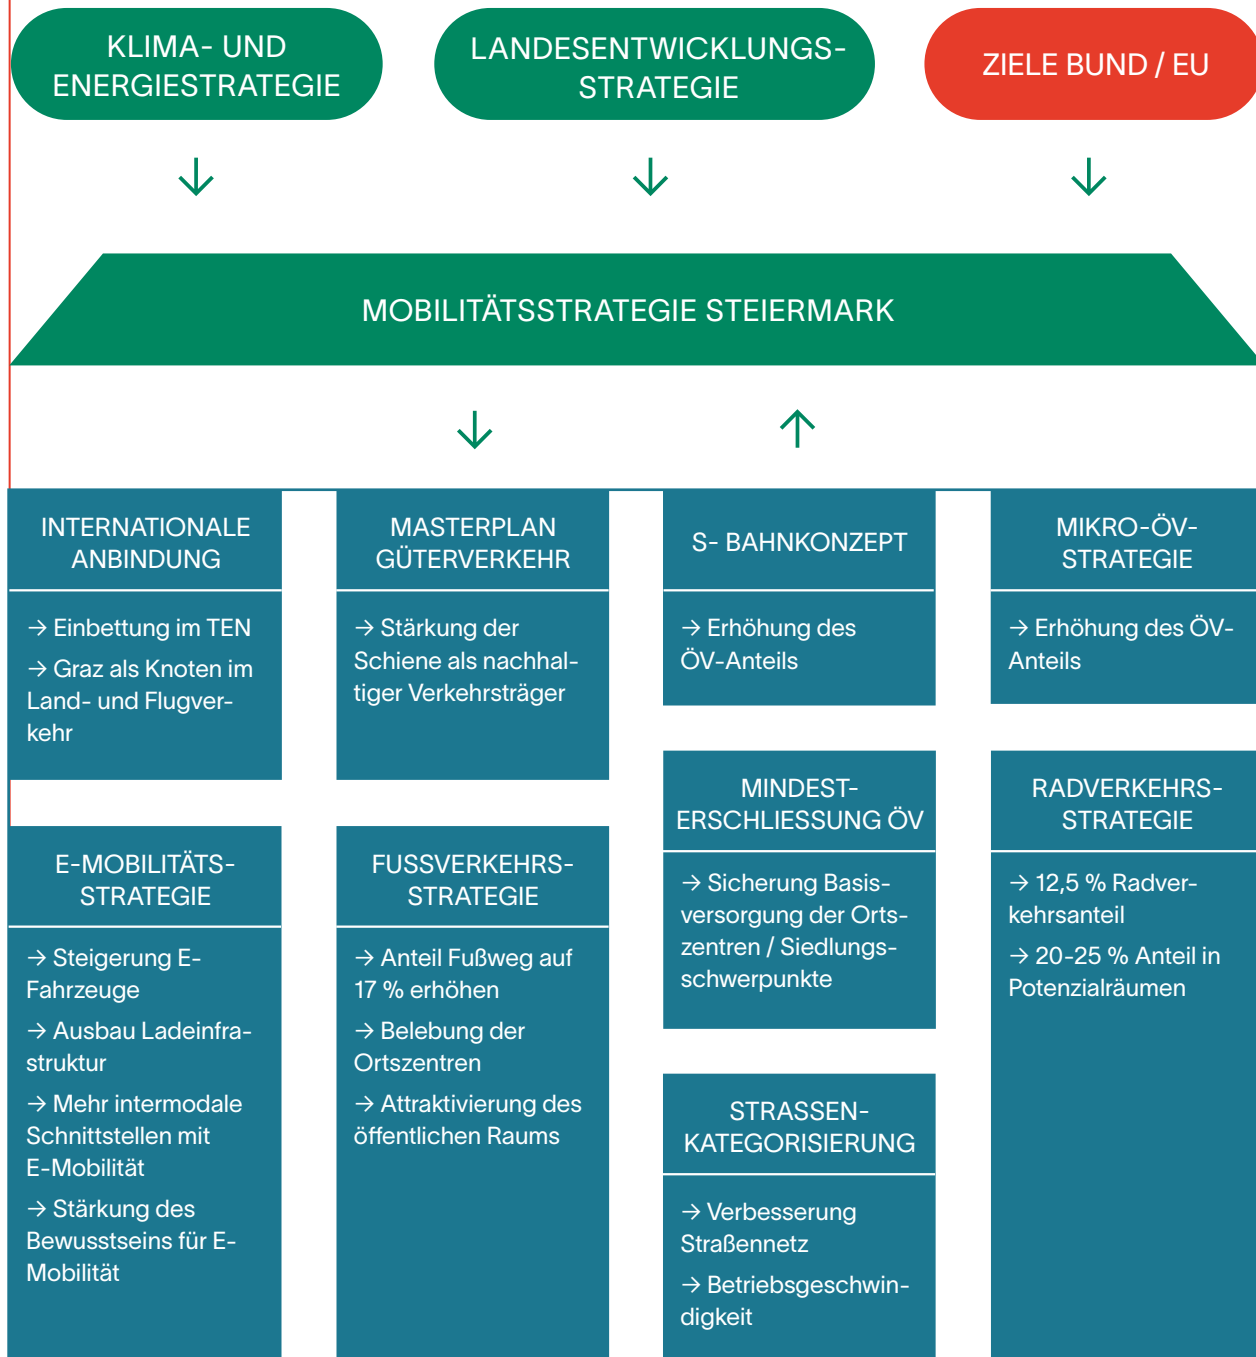 KLIMA- UND
ENERGIESTRATEGIE
LANDESENTWICKLUNGS-
STRATEGIE
ZIELE BUND / EU
↓
↓
↓
MOBILITÄTSSTRATEGIE STEIERMARK
↓
↑
INTERNATIONALE
ANBINDUNG
→ Einbettung im TEN
→ Graz als Knoten im
Land- und Flugver-
kehr
MASTERPLAN
GÜTERVERKEHR
→ Stärkung der
Schiene als nachhal-
tiger Verkehrsträger
S- BAHNKONZEPT
→ Erhöhung des
ÖV-Anteils
MIKRO-ÖV-
STRATEGIE
→ Erhöhung des ÖV-
Anteils
E-MOBILITÄTS-
STRATEGIE
→ Steigerung E-
Fahrzeuge
→ Ausbau Ladeinfra-
struktur
→ Mehr intermodale
Schnittstellen mit
E-Mobilität
→ Stärkung des
Bewusstseins für E-
Mobilität
FUSSVERKEHRS-
STRATEGIE
→ Anteil Fußweg auf
17 % erhöhen
→ Belebung der
Ortszentren
→ Attraktivierung des
öffentlichen Raums
MINDEST-
ERSCHLIESSUNG ÖV
→ Sicherung Basis-
versorgung der Orts-
zentren / Siedlungs-
schwerpunkte
STRASSEN-
KATEGORISIERUNG
→ Verbesserung
Straßennetz
→ Betriebsgeschwin-
digkeit
RADVERKEHRS-
STRATEGIE
→ 12,5 % Radver-
kehrsanteil
→ 20-25 % Anteil in
Potenzialräumen